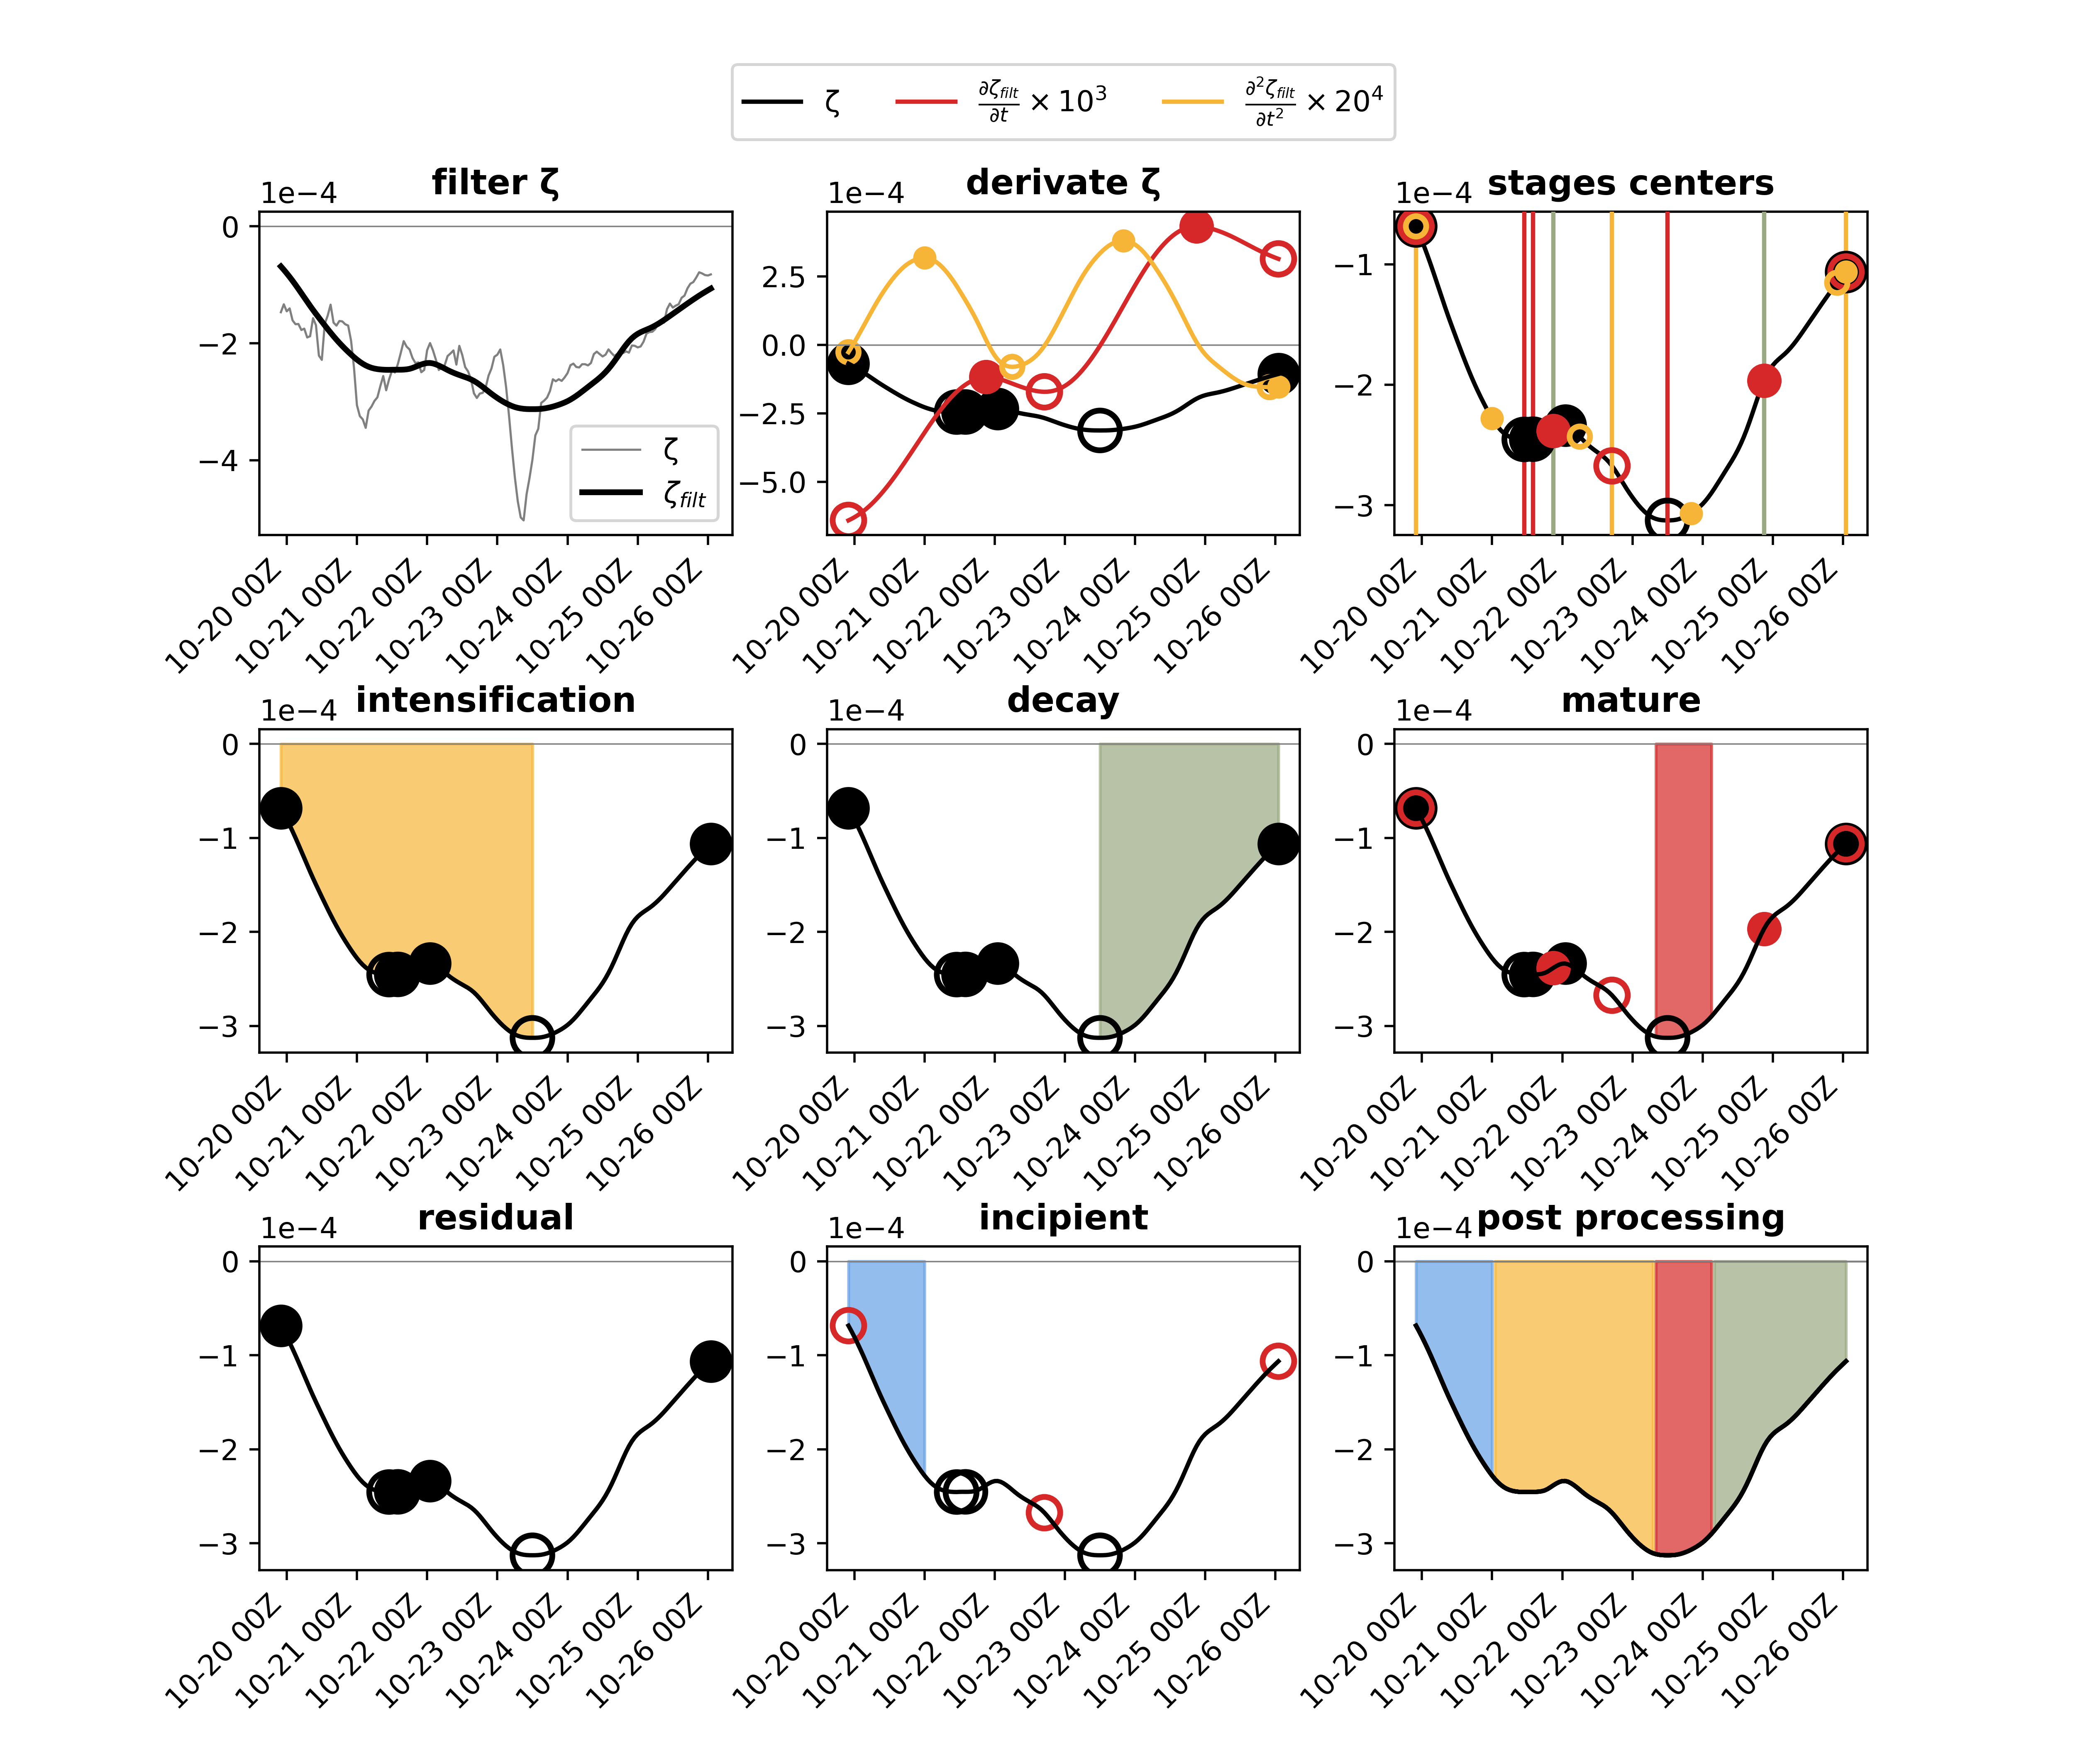 ζ ∂ζfilt/∂t × 10³ ∂²ζfilt/∂t² × 20⁴
filter ζ
1e−4
0
−2
−4
ζ
ζfilt
10-20 00Z 10-21 00Z 10-22 00Z 10-23 00Z 10-24 00Z 10-25 00Z 10-26 00Z
derivate ζ
1e−4
2.5
0.0
−2.5
−5.0
10-20 00Z 10-21 00Z 10-22 00Z 10-23 00Z 10-24 00Z 10-25 00Z 10-26 00Z
stages centers
1e−4
−1
−2
−3
10-20 00Z 10-21 00Z 10-22 00Z 10-23 00Z 10-24 00Z 10-25 00Z 10-26 00Z
intensification
1e−4
0
−1
−2
−3
10-20 00Z 10-21 00Z 10-22 00Z 10-23 00Z 10-24 00Z 10-25 00Z 10-26 00Z
decay
1e−4
0
−1
−2
−3
10-20 00Z 10-21 00Z 10-22 00Z 10-23 00Z 10-24 00Z 10-25 00Z 10-26 00Z
mature
1e−4
0
−1
−2
−3
10-20 00Z 10-21 00Z 10-22 00Z 10-23 00Z 10-24 00Z 10-25 00Z 10-26 00Z
residual
1e−4
0
−1
−2
−3
10-20 00Z 10-21 00Z 10-22 00Z 10-23 00Z 10-24 00Z 10-25 00Z 10-26 00Z
incipient
1e−4
0
−1
−2
−3
10-20 00Z 10-21 00Z 10-22 00Z 10-23 00Z 10-24 00Z 10-25 00Z 10-26 00Z
post processing
1e−4
0
−1
−2
−3
10-20 00Z 10-21 00Z 10-22 00Z 10-23 00Z 10-24 00Z 10-25 00Z 10-26 00Z